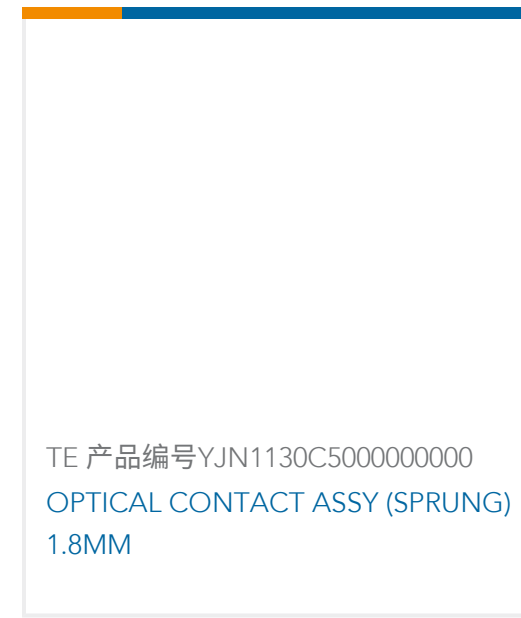 TE 产品编号YJN1130C5000000000
OPTICAL CONTACT ASSY (SPRUNG)
1.8MM